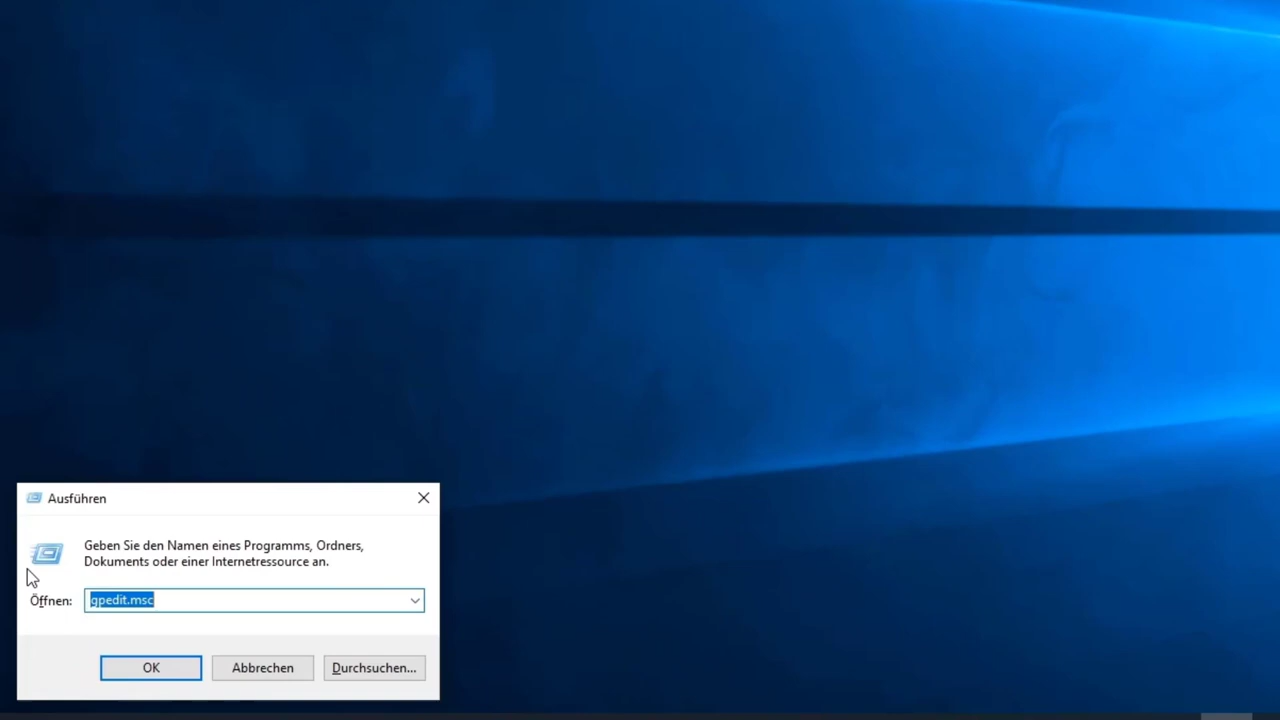 Ausführen
Geben Sie den Namen eines Programms, Ordners,
Dokuments oder einer Internetressource an.
Öffnen: gpedit.msc
OK Abbrechen Durchsuchen...